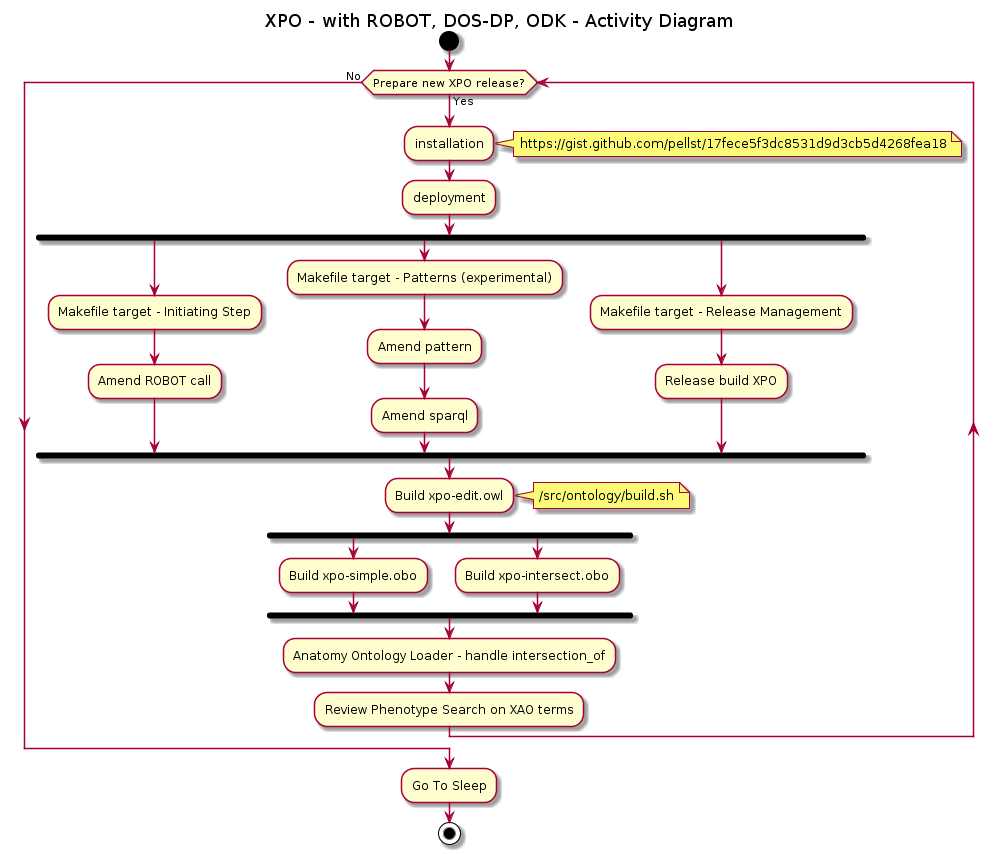 XPO - with ROBOT, DOS-DP, ODK - Activity Diagram
No
Prepare new XPO release?
Yes
installation
https://gist.github.com/pellst/17fece5f3dc8531d9d3cb5d4268fea18
deployment
Makefile target - Patterns (experimental)
Makefile target - Initiating Step
Makefile target - Release Management
Amend pattern
Amend ROBOT call
Release build XPO
Amend sparql
Build xpo-edit.owl
/src/ontology/build.sh
Build xpo-simple.obo
Build xpo-intersect.obo
Anatomy Ontology Loader - handle intersection_of
Review Phenotype Search on XAO terms
Go To Sleep